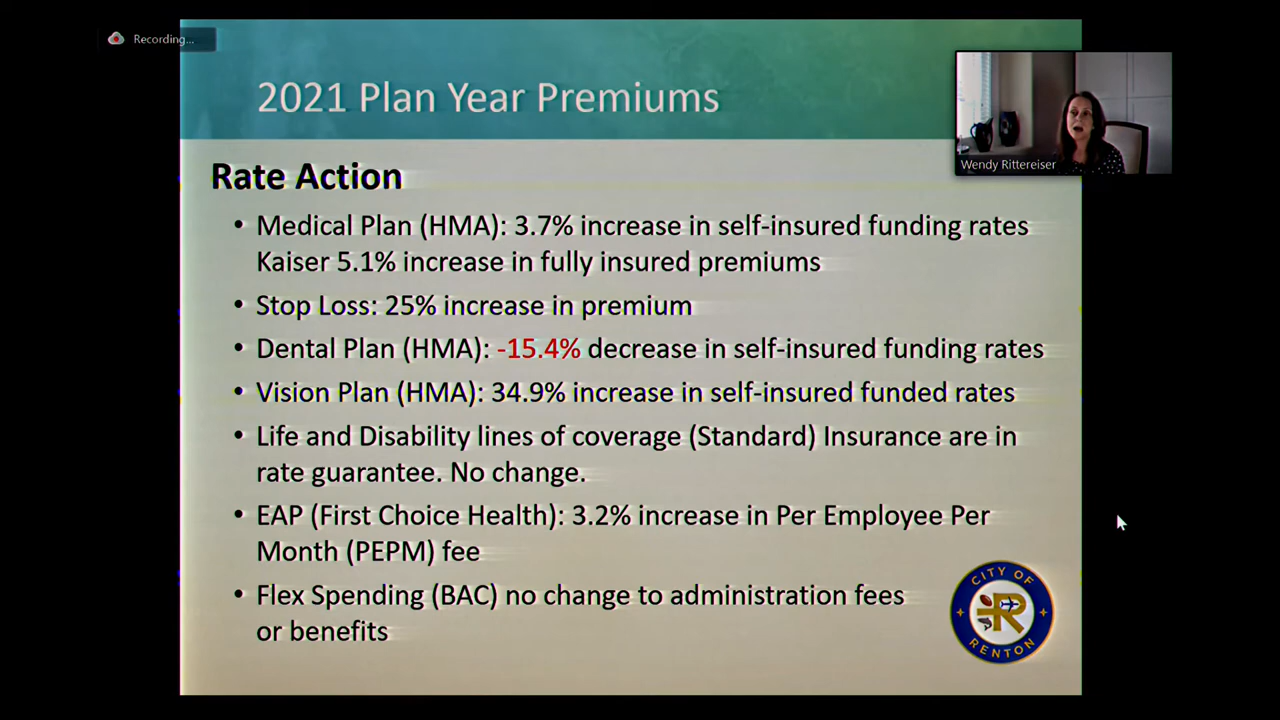 Recording...
2021 Plan Year Premiums
Wendy Rittereiser
Rate Action
• Medical Plan (HMA): 3.7% increase in self-insured funding rates
Kaiser 5.1% increase in fully insured premiums
• Stop Loss: 25% increase in premium
• Dental Plan (HMA): -15.4% decrease in self-insured funding rates
• Vision Plan (HMA): 34.9% increase in self-insured funded rates
• Life and Disability lines of coverage (Standard) Insurance are in
rate guarantee. No change.
• EAP (First Choice Health): 3.2% increase in Per Employee Per
Month (PEPM) fee
• Flex Spending (BAC) no change to administration fees
or benefits
CITY OF
R
RENTON